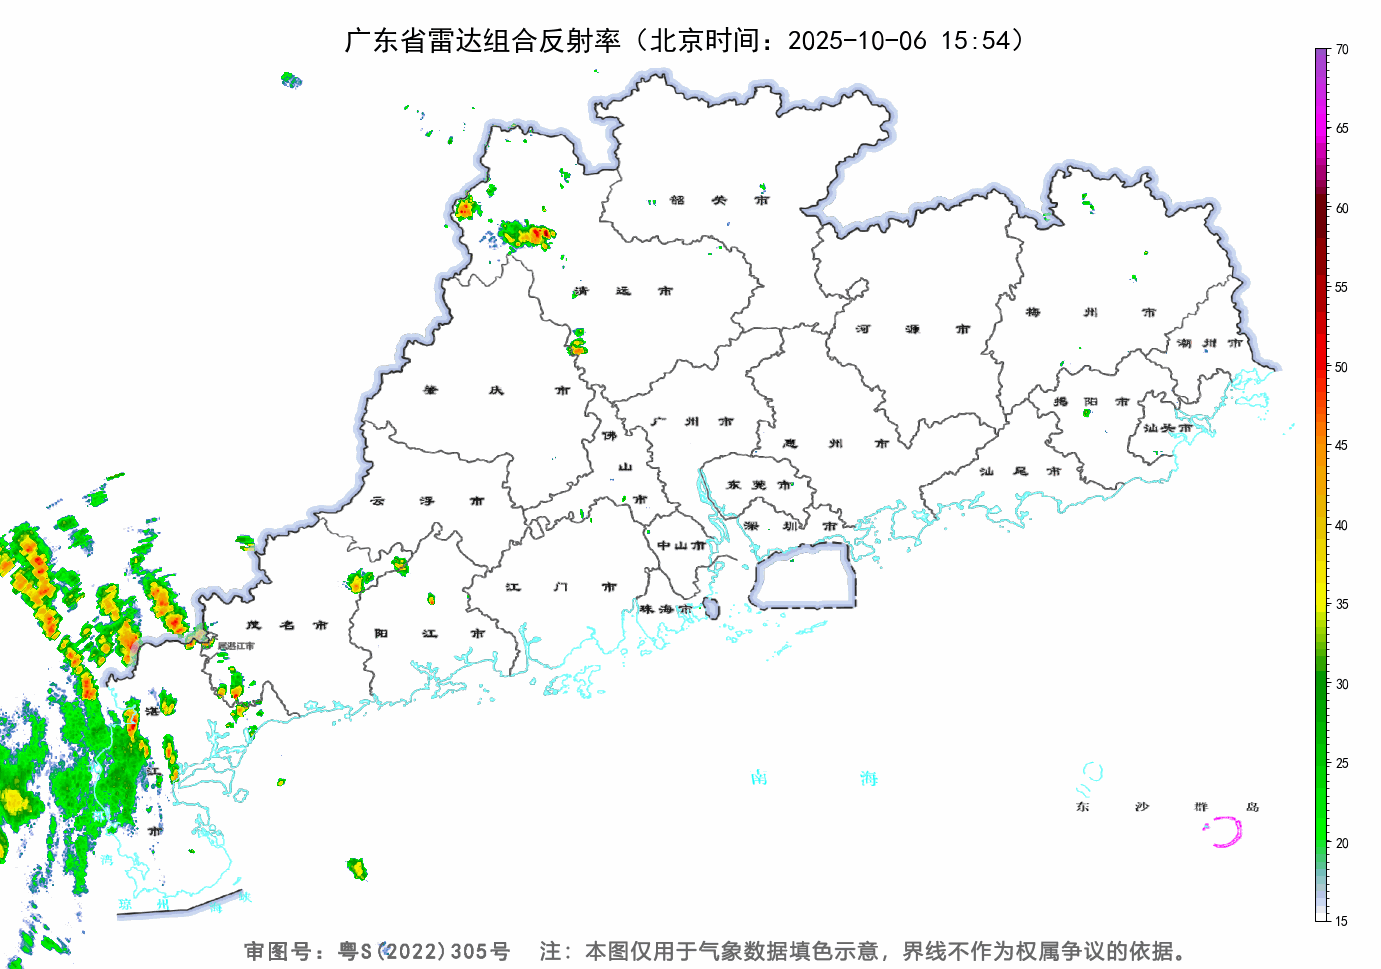 广东省雷达组合反射率（北京时间：2025-10-06 15:54）
70
65
60
55
50
45
40
35
30
25
20
15
韶关市
清远市
河源市
梅州市
潮州市
肇庆市
广州市
佛山市
惠州市
揭阳市
汕头市
汕尾市
云浮市
东莞市
深圳市
中山市
江门市
珠海市
茂名市
阳江市
湛江市
南海
东沙群岛
湾
琼州海峡
审图号：粤S(2022)305号 注：本图仅用于气象数据填色示意，界线不作为权属争议的依据。